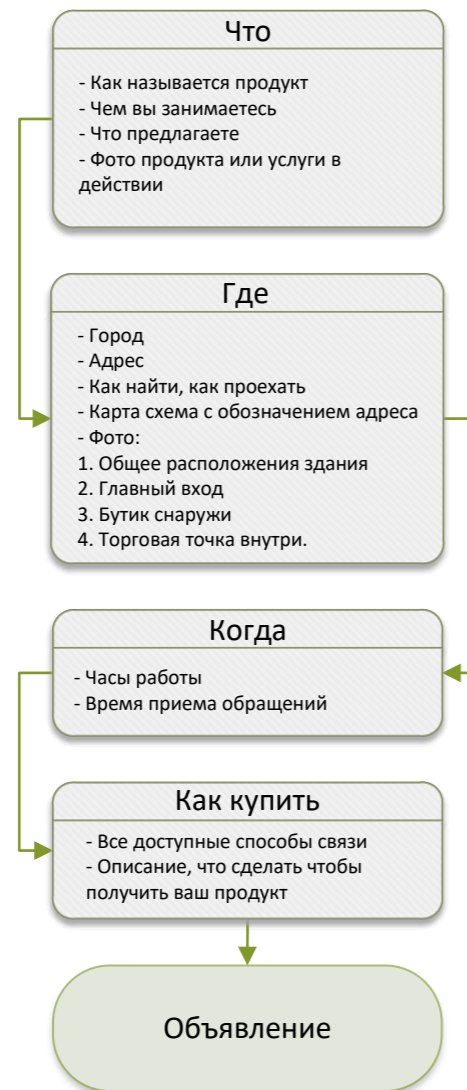 Что
- Как называется продукт
- Чем вы занимаетесь
- Что предлагаете
- Фото продукта или услуги в
действии
Где
- Город
- Адрес
- Как найти, как проехать
- Карта схема с обозначением адреса
- Фото:
1. Общее расположения здания
2. Главный вход
3. Бутик снаружи
4. Торговая точка внутри.
Когда
- Часы работы
- Время приема обращений
Как купить
- Все доступные способы связи
- Описание, что сделать чтобы
получить ваш продукт
Объявление